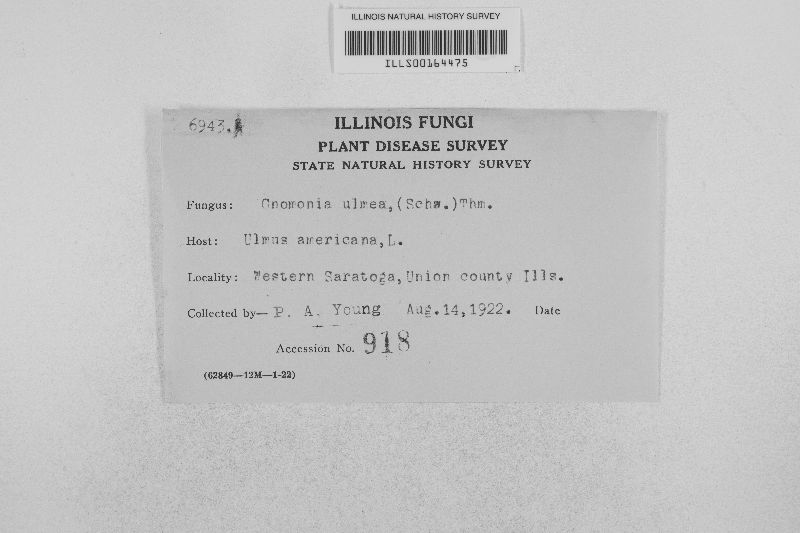 ILLINOIS NATURAL HISTORY SURVEY
ILLS00164475
6943.
ILLINOIS FUNGI
PLANT DISEASE SURVEY
STATE NATURAL HISTORY SURVEY
Fungus: Gnomonia ulmea,(Schw.)Thm.
Host: Ulmus americana,L.
Locality: Western Saratoga,Union county Ills.
Collected by— P. A. Young Aug.14,1922. Date
Accession No. 918
(62849—12M—1-22)